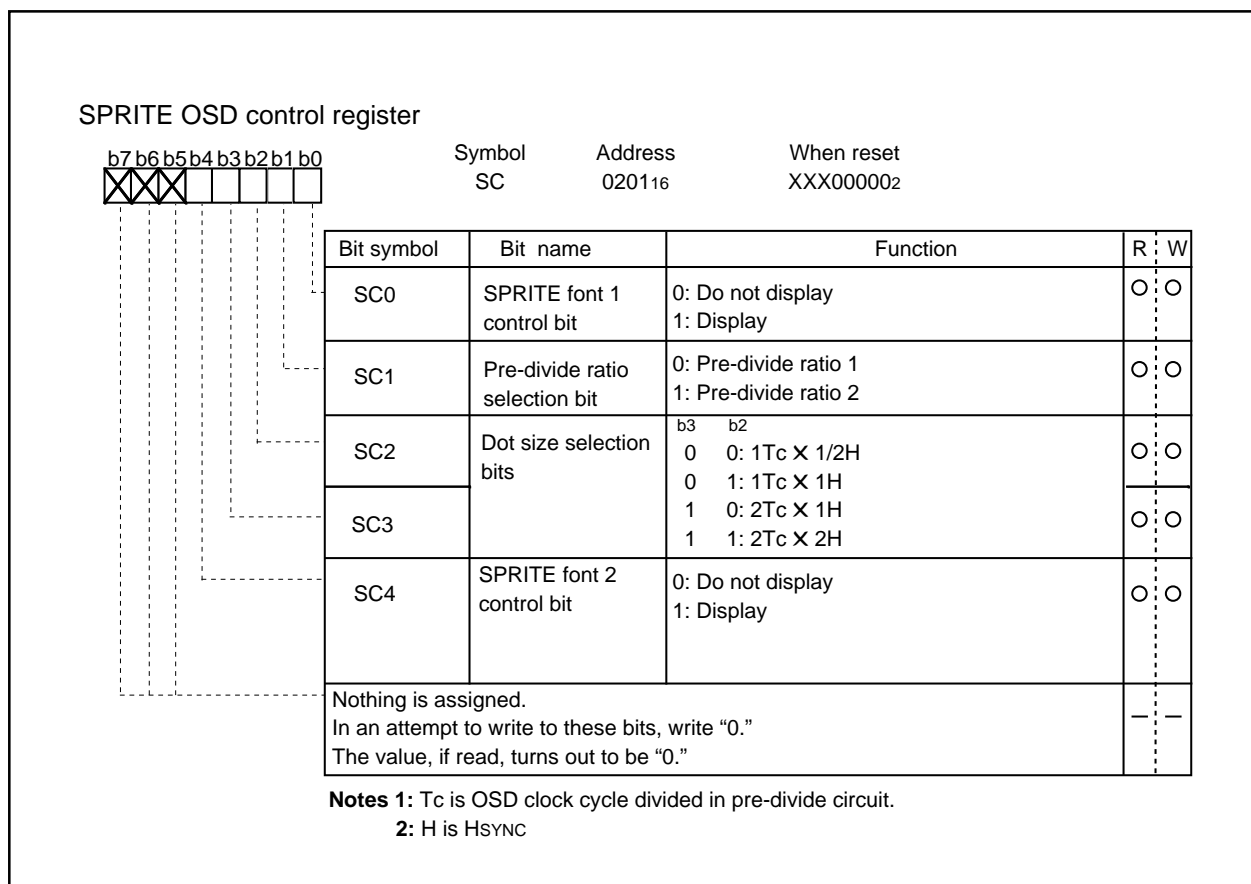 SPRITE OSD control register
b7 b6 b5 b4 b3 b2 b1 b0
Symbol Address When reset
SC 020116 XXX000002
Bit symbol Bit name Function R W
SC0 SPRITE font 1 control bit 0: Do not display
1: Display
SC1 Pre-divide ratio selection bit 0: Pre-divide ratio 1
1: Pre-divide ratio 2
SC2 Dot size selection bits b3 b2
0 0: 1Tc X 1/2H
0 1: 1Tc X 1H
SC3 1 0: 2Tc X 1H
1 1: 2Tc X 2H
SC4 SPRITE font 2 control bit 0: Do not display
1: Display
Nothing is assigned.
In an attempt to write to these bits, write “0.”
The value, if read, turns out to be “0.”
Notes 1: Tc is OSD clock cycle divided in pre-divide circuit.
2: H is HSYNC